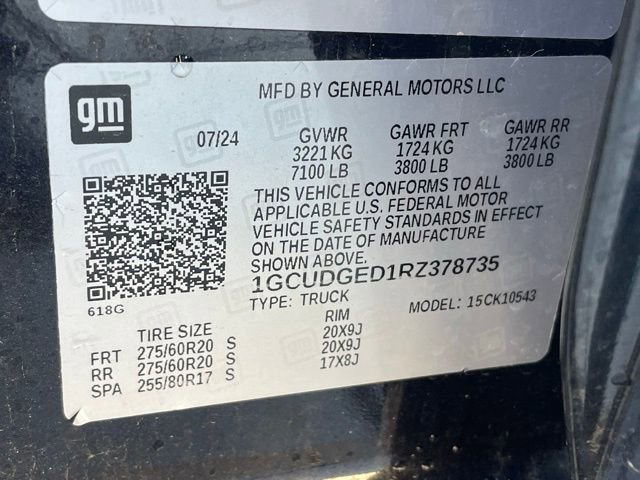 gm
MFD BY GENERAL MOTORS LLC
07/24 GVWR GAWR FRT GAWR RR
3221 KG 1724 KG 1724 KG
7100 LB 3800 LB 3800 LB
THIS VEHICLE CONFORMS TO ALL
APPLICABLE U.S. FEDERAL MOTOR
VEHICLE SAFETY STANDARDS IN EFFECT
ON THE DATE OF MANUFACTURE
SHOWN ABOVE.
1GCUDGED1RZ378735
618G TYPE: TRUCK MODEL: 15CK10543
TIRE SIZE RIM
FRT 275/60R20 S 20X9J
RR 275/60R20 S 20X9J
SPA 255/80R17 S 17X8J